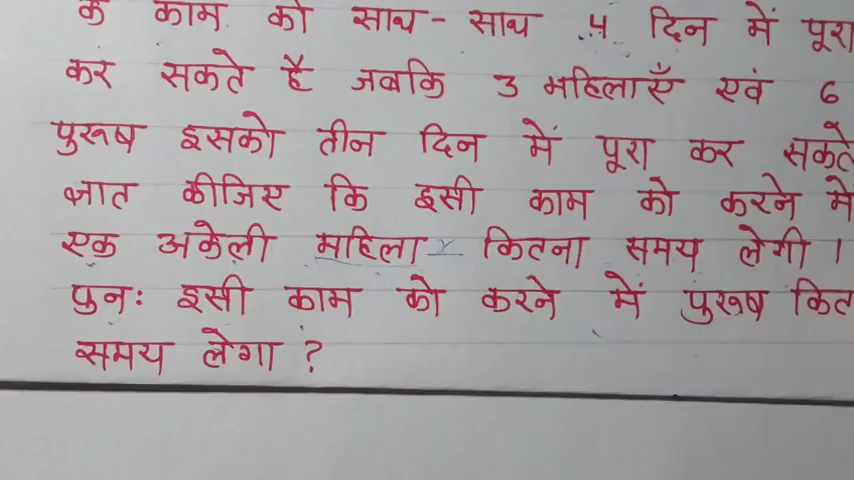 के काम को साथ - साथ 4 दिन में पूरा
कर सकते है जबकि 3 महिलाएँ एवं 6
पुरूष इसको तीन दिन में पूरा कर सकते
ज्ञात कीजिए कि इसी काम को करने में
एक अकेली महिला कितना समय लेगी ।
पुनः इसी काम को करने में पुरूष कित
समय लेगा ?